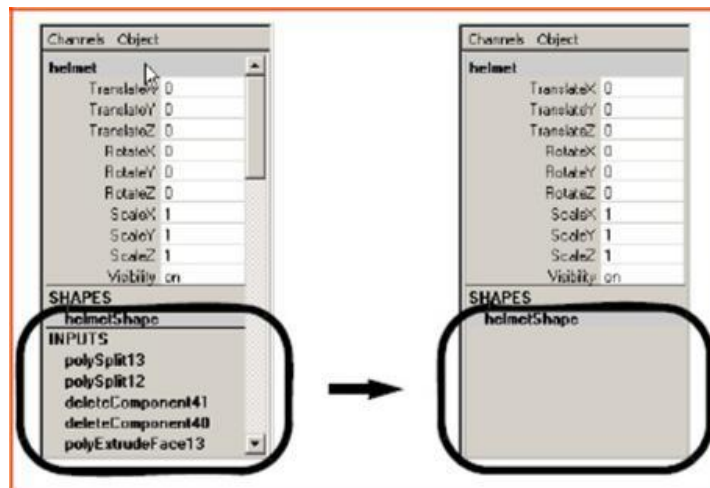 Channels Object
helmet
TranslateX 0
TranslateY 0
TranslateZ 0
RotateX 0
RotateY 0
RotateZ 0
ScaleX 1
ScaleY 1
ScaleZ 1
Visibility on
SHAPES
helmetShape
INPUTS
polySplit13
polySplit12
deleteComponent41
deleteComponent40
polyExtrudeFace13
Channels Object
helmet
TranslateX 0
TranslateY 0
TranslateZ 0
RotateX 0
RotateY 0
RotateZ 0
ScaleX 1
ScaleY 1
ScaleZ 1
Visibility on
SHAPES
helmetShape